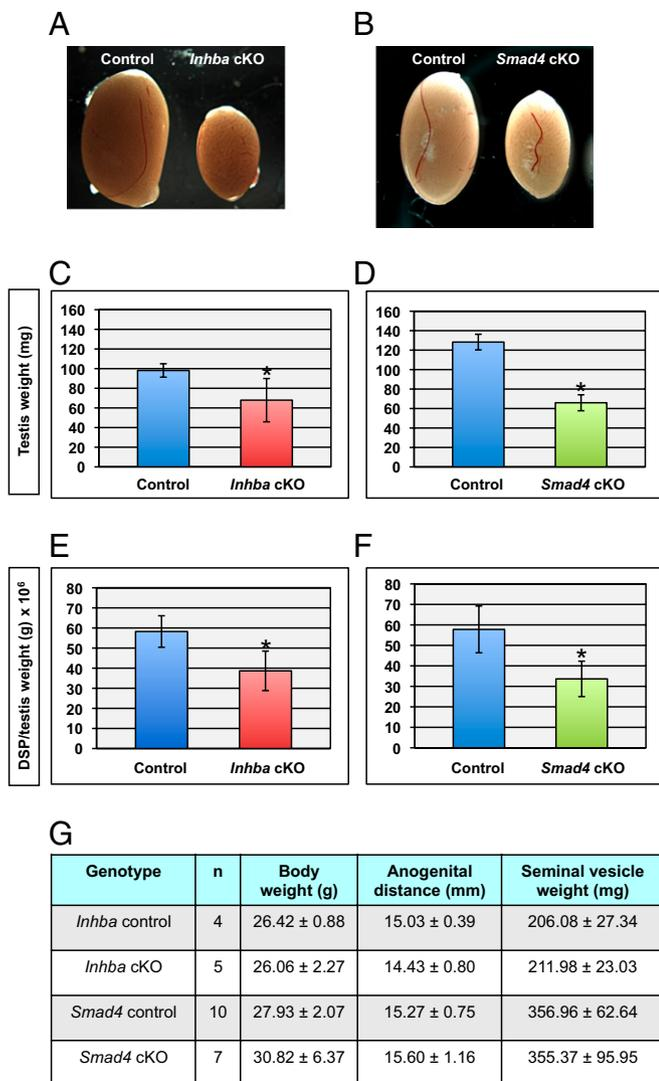 A
B
Control Inhba cKO
Control Smad4 cKO
C
D
Testis weight (mg)
160
140
120
100
80
60
40
20
0
Control Inhba cKO
*
160
140
120
100
80
60
40
20
0
Control Smad4 cKO
*
E
F
DSP/testis weight (g) x 10⁶
80
70
60
50
40
30
20
10
0
Control Inhba cKO
*
80
70
60
50
40
30
20
10
0
Control Smad4 cKO
*
G
Genotype n Body weight (g) Anogenital distance (mm) Seminal vesicle weight (mg)
Inhba control 4 26.42 ± 0.88 15.03 ± 0.39 206.08 ± 27.34
Inhba cKO 5 26.06 ± 2.27 14.43 ± 0.80 211.98 ± 23.03
Smad4 control 10 27.93 ± 2.07 15.27 ± 0.75 356.96 ± 62.64
Smad4 cKO 7 30.82 ± 6.37 15.60 ± 1.16 355.37 ± 95.95